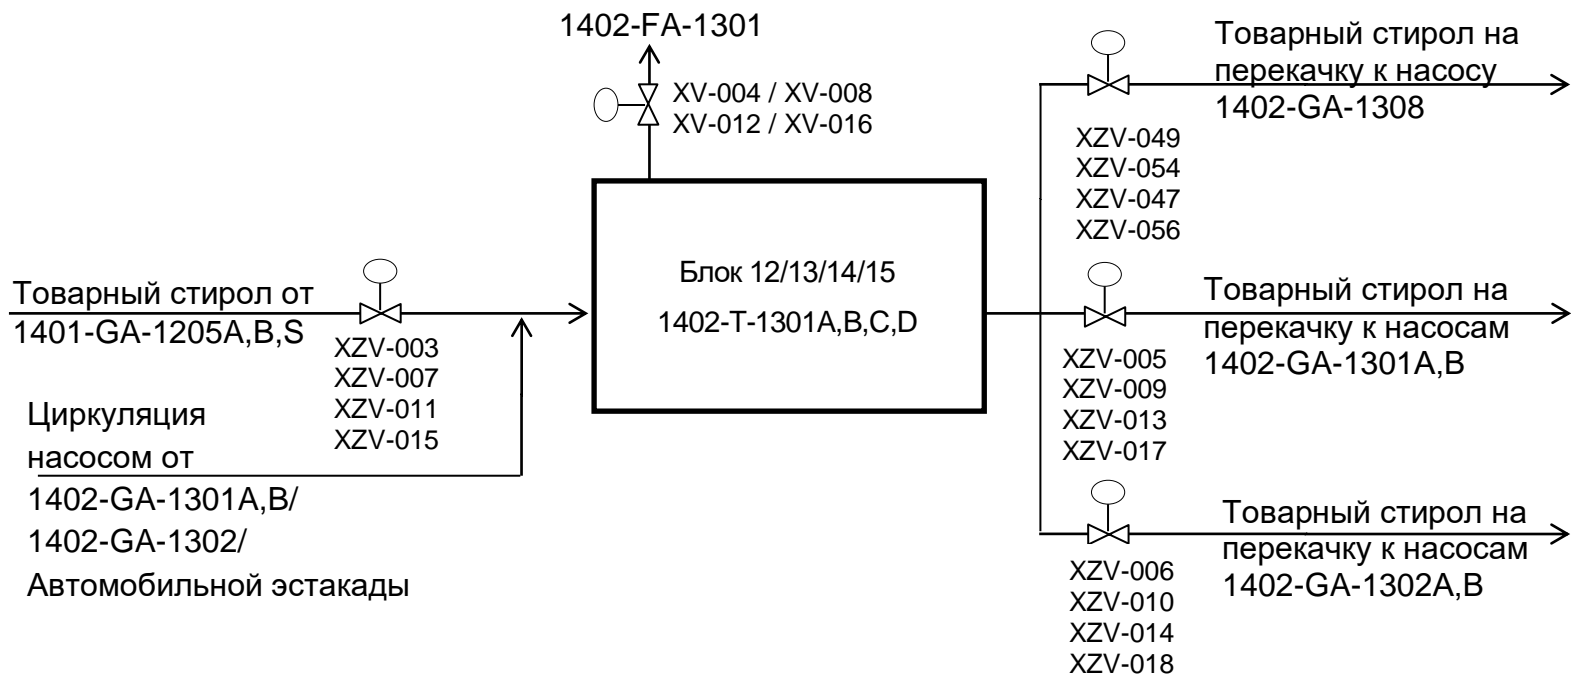 1402-FA-1301
XV-004 / XV-008
XV-012 / XV-016
Товарный стирол от
1401-GA-1205A,B,S
XZV-003
XZV-007
XZV-011
XZV-015
Циркуляция
насосом от
1402-GA-1301A,B/
1402-GA-1302/
Автомобильной эстакады
Блок 12/13/14/15
1402-T-1301A,B,C,D
Товарный стирол на
перекачку к насосу
1402-GA-1308
XZV-049
XZV-054
XZV-047
XZV-056
Товарный стирол на
перекачку к насосам
1402-GA-1301A,B
XZV-005
XZV-009
XZV-013
XZV-017
Товарный стирол на
перекачку к насосам
1402-GA-1302A,B
XZV-006
XZV-010
XZV-014
XZV-018